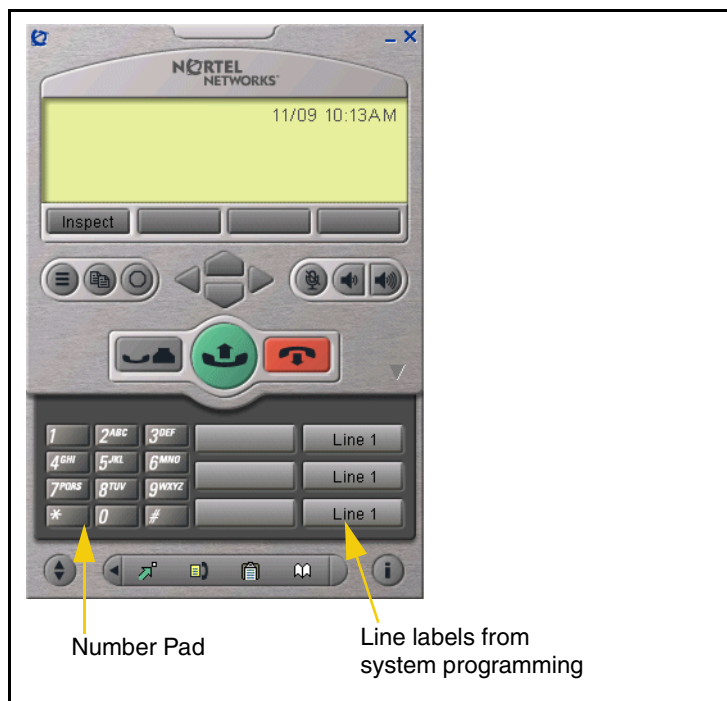 NORTEL
NETWORKS
11/09 10:13AM
Inspect
1 2ABC 3DEF
Line 1
4GHI 5JKL 6MNO
Line 1
7PQRS 8TUV 9WXYZ
Line 1
* 0 #
i
Number Pad
Line labels from
system programming